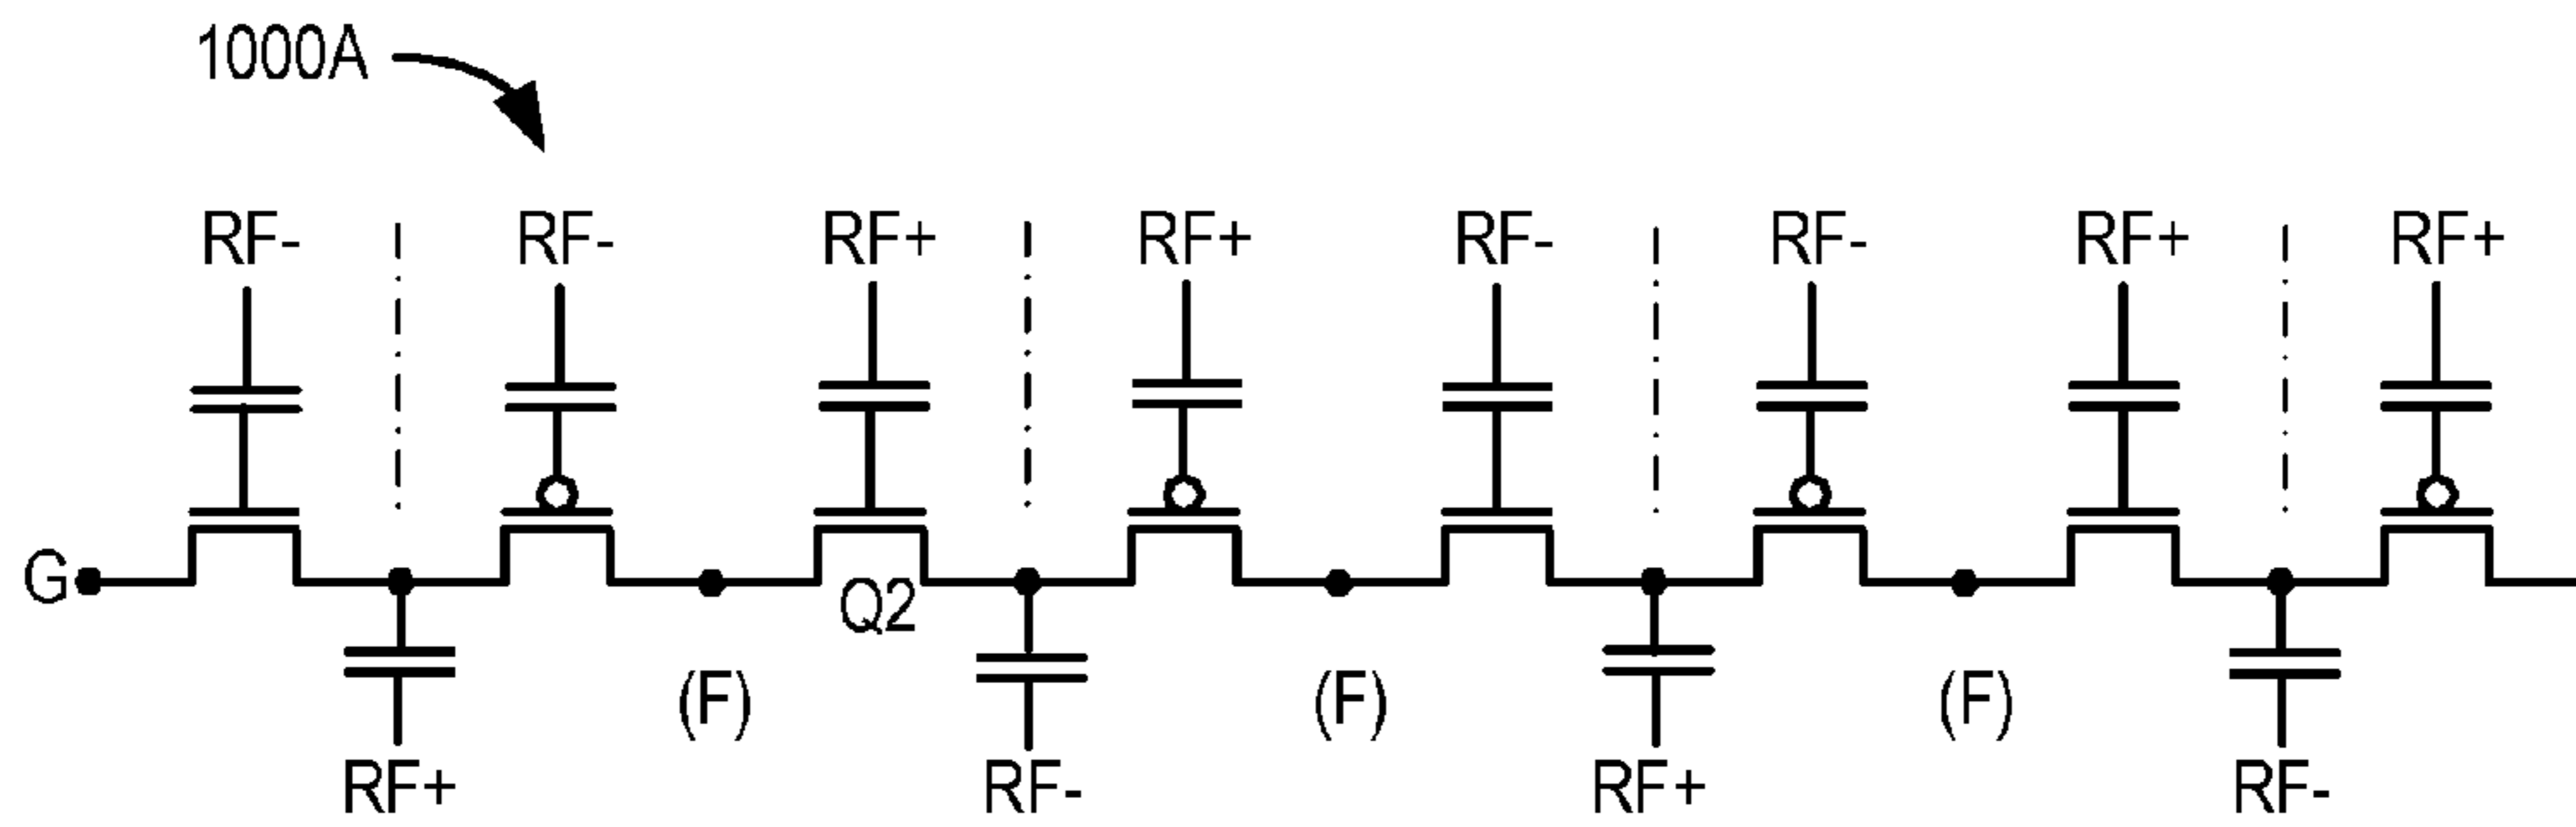 1000A
RF- RF- RF+ RF+ RF- RF- RF+ RF+
G
Q2
(F) (F) (F)
RF+ RF- RF+ RF-